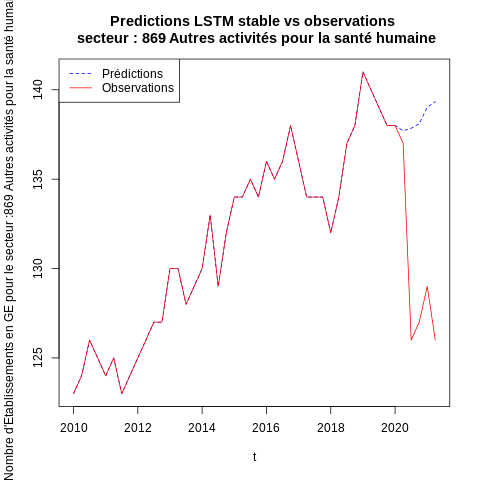 Predictions LSTM stable vs observations
secteur : 869 Autres activités pour la santé humaine
Nombre d'Etablissements en GE pour le secteur :869 Autres activités pour la santé humai
Prédictions
Observations
140
135
130
125
2010
2012
2014
2016
2018
2020
t